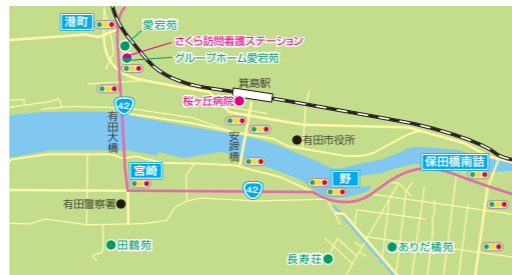 港町
愛宕苑
さくら訪問看護ステーション
グループホーム愛宕苑
箕島駅
桜ヶ丘病院
42
有田大橋
安諦橋
有田市役所
保田橋南詰
宮崎
野
42
有田警察署
田鶴苑
長寿荘
ありだ橘苑